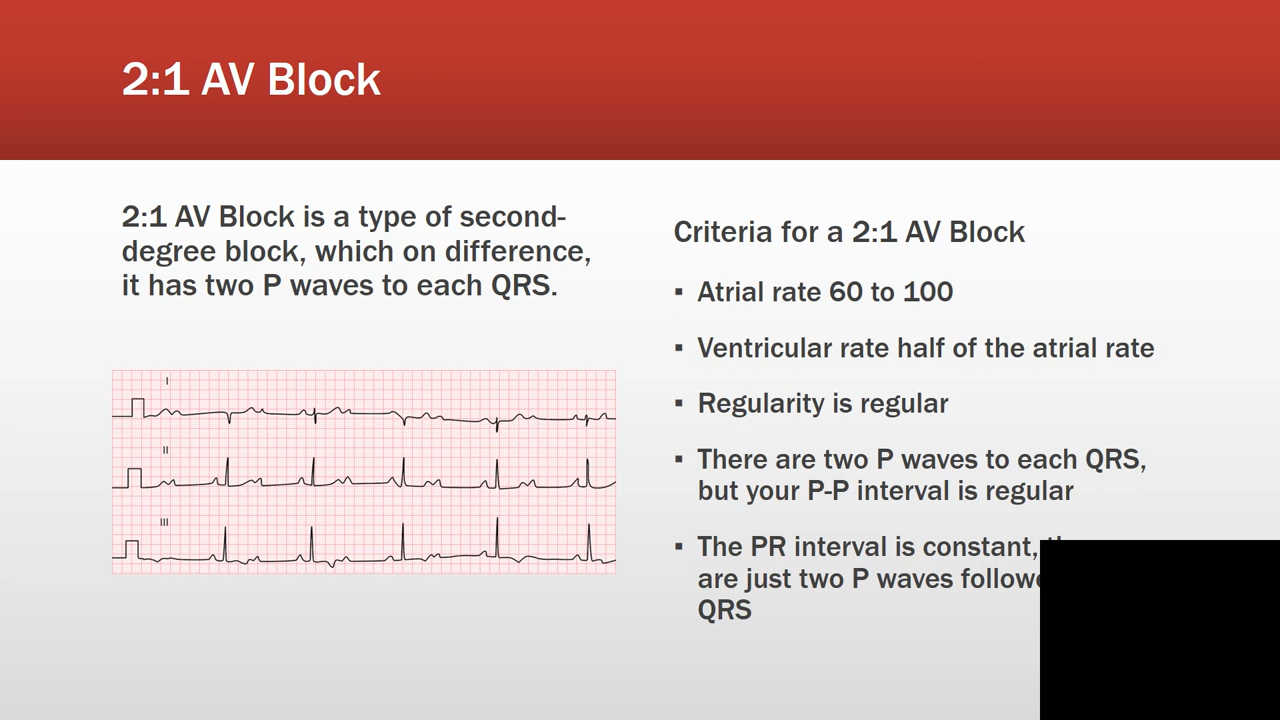 2:1 AV Block
2:1 AV Block is a type of second-
degree block, which on difference,
it has two P waves to each QRS.
I
II
III
Criteria for a 2:1 AV Block
▪ Atrial rate 60 to 100
▪ Ventricular rate half of the atrial rate
▪ Regularity is regular
▪ There are two P waves to each QRS,
but your P-P interval is regular
▪ The PR interval is constant,
are just two P waves
QRS